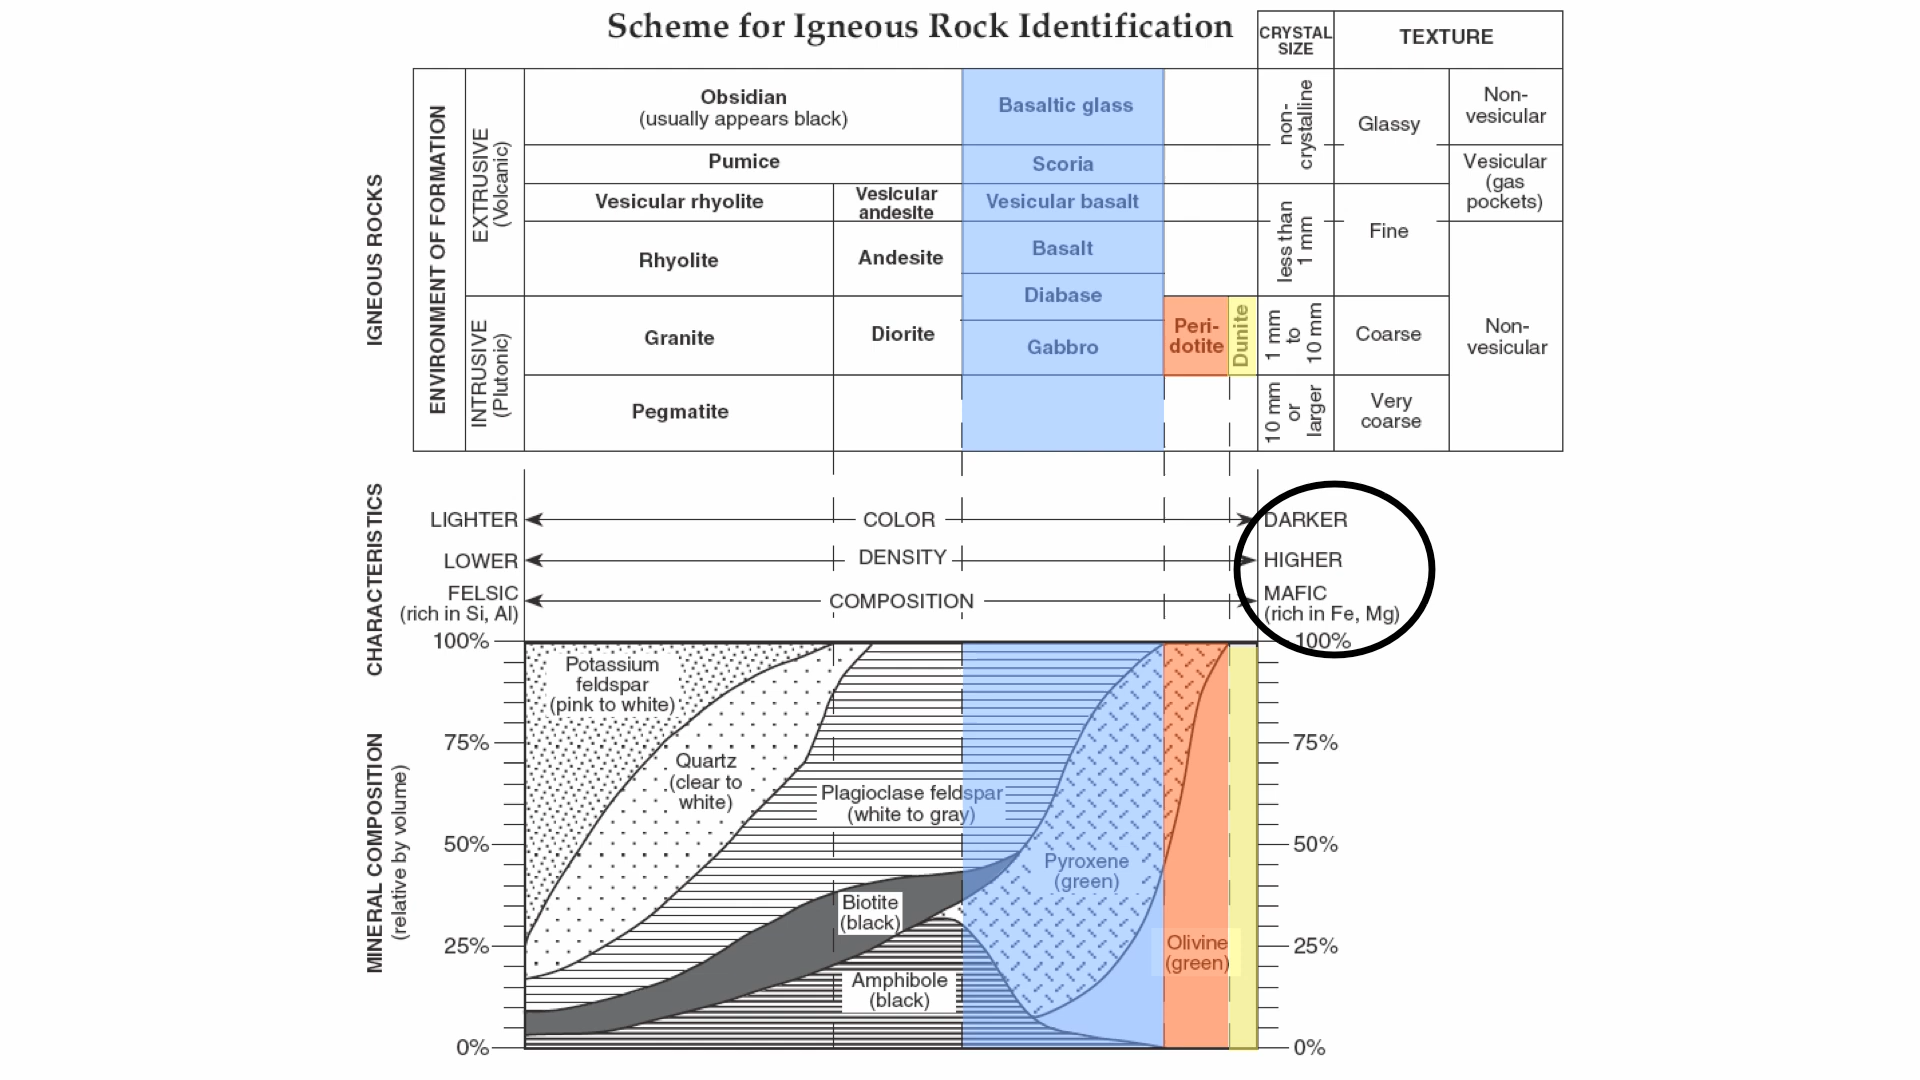 Scheme for Igneous Rock Identification
CRYSTAL
SIZE
TEXTURE
IGNEOUS ROCKS
ENVIRONMENT OF FORMATION
EXTRUSIVE
(Volcanic)
INTRUSIVE
(Plutonic)
Obsidian
(usually appears black)
Basaltic glass
Pumice
Scoria
Vesicular rhyolite
Vesicular
andesite
Vesicular basalt
Rhyolite
Andesite
Basalt
Diabase
Granite
Diorite
Gabbro
Peri-
dotite
Dunite
Pegmatite
non-
crystalline
less than
1 mm
1 mm
to
10 mm
10 mm
or
larger
Glassy
Fine
Coarse
Very
coarse
Non-
vesicular
Vesicular
(gas
pockets)
Non-
vesicular
CHARACTERISTICS
LIGHTER
COLOR
DARKER
LOWER
DENSITY
HIGHER
FELSIC
(rich in Si, Al)
COMPOSITION
MAFIC
(rich in Fe, Mg)
MINERAL COMPOSITION
(relative by volume)
100%
75%
50%
25%
0%
Potassium
feldspar
(pink to white)
Quartz
(clear to
white)
Plagioclase feldspar
(white to gray)
Biotite
(black)
Amphibole
(black)
Pyroxene
(green)
Olivine
(green)
100%
75%
50%
25%
0%